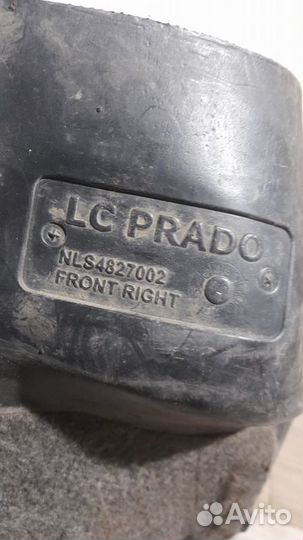 LC PRADO
NLS4827002
FRONT RIGHT
Avito